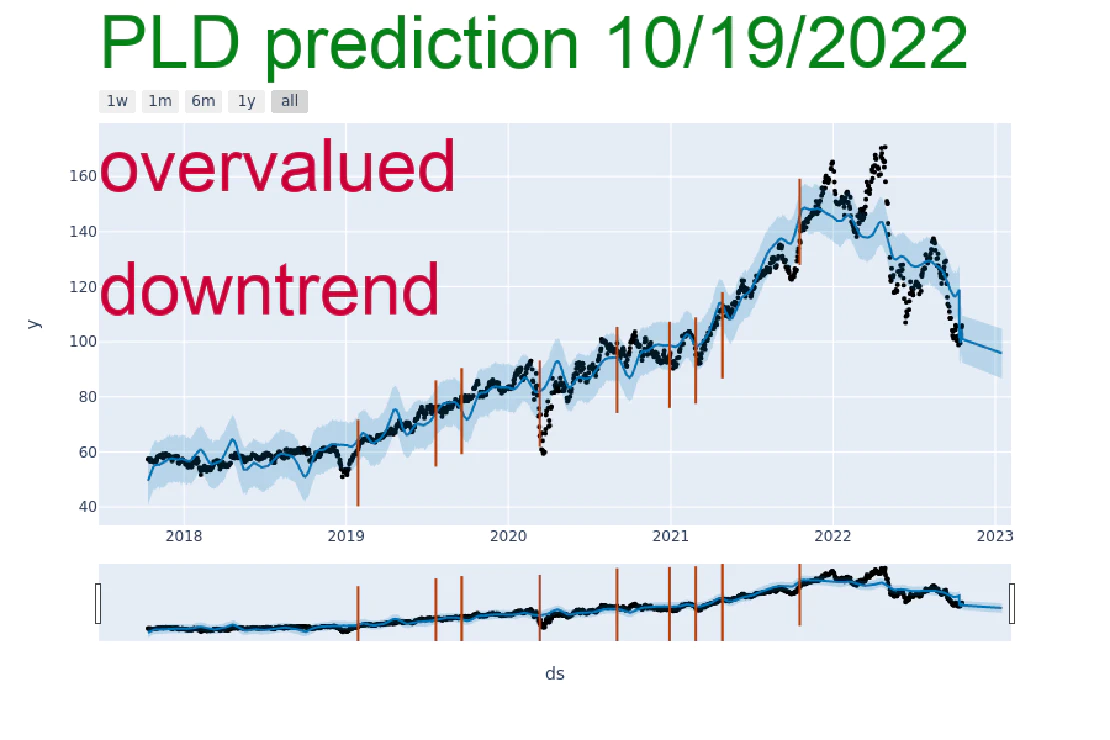 PLD prediction 10/19/2022
1w 1m 6m 1y all
overvalued
downtrend
160
140
120
100
80
60
40
y
2018 2019 2020 2021 2022 2023
ds